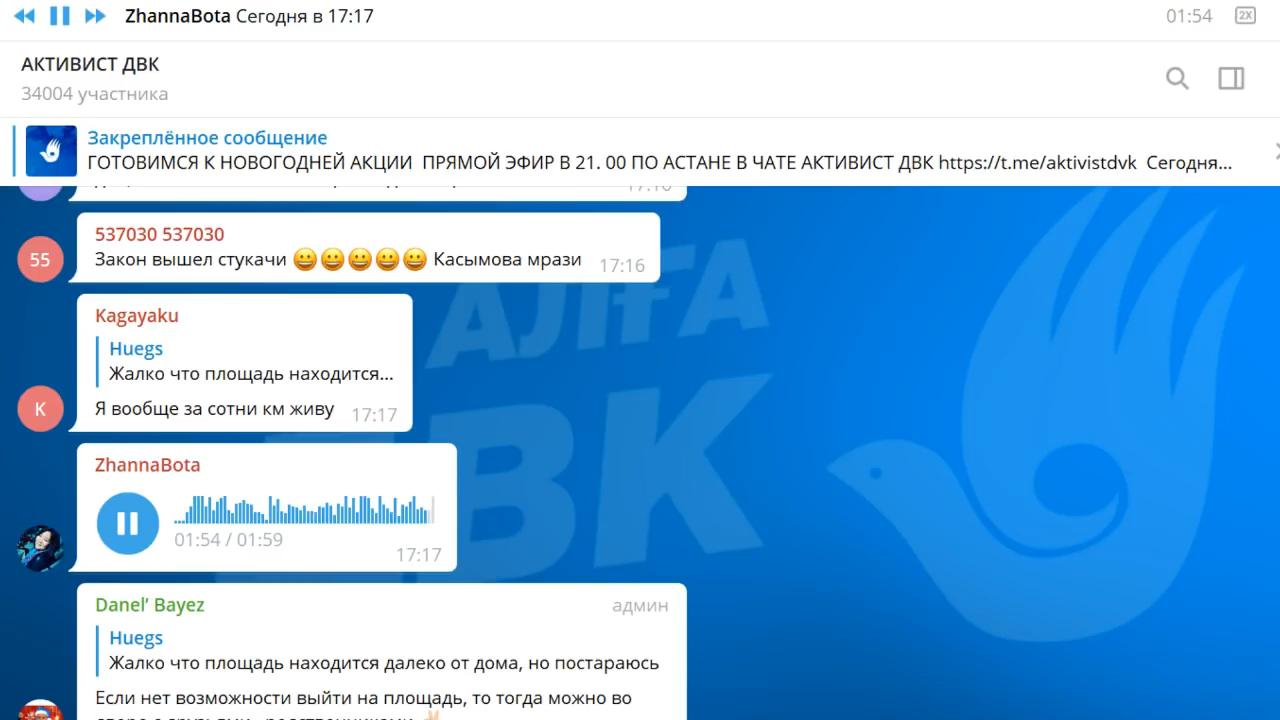 ZhannaBota Сегодня в 17:17
01:54
2X
АКТИВИСТ ДВК
34004 участника
Закреплённое сообщение
ГОТОВИМСЯ К НОВОГОДНЕЙ АКЦИИ ПРЯМОЙ ЭФИР В 21. 00 ПО АСТАНЕ В ЧАТЕ АКТИВИСТ ДВК https://t.me/aktivistdvk Сегодня...
17:16
537030 537030
55
Закон вышел стукачи 😀😀😀😀😀 Касымова мрази
17:16
Kagayaku
Huegs
Жалко что площадь находится...
K
Я вообще за сотни км живу
17:17
ZhannaBota
01:54 / 01:59
17:17
Danel’ Bayez
админ
Huegs
Жалко что площадь находится далеко от дома, но постараюсь
Если нет возможности выйти на площадь, то тогда можно во
АЛҒА
ДВК